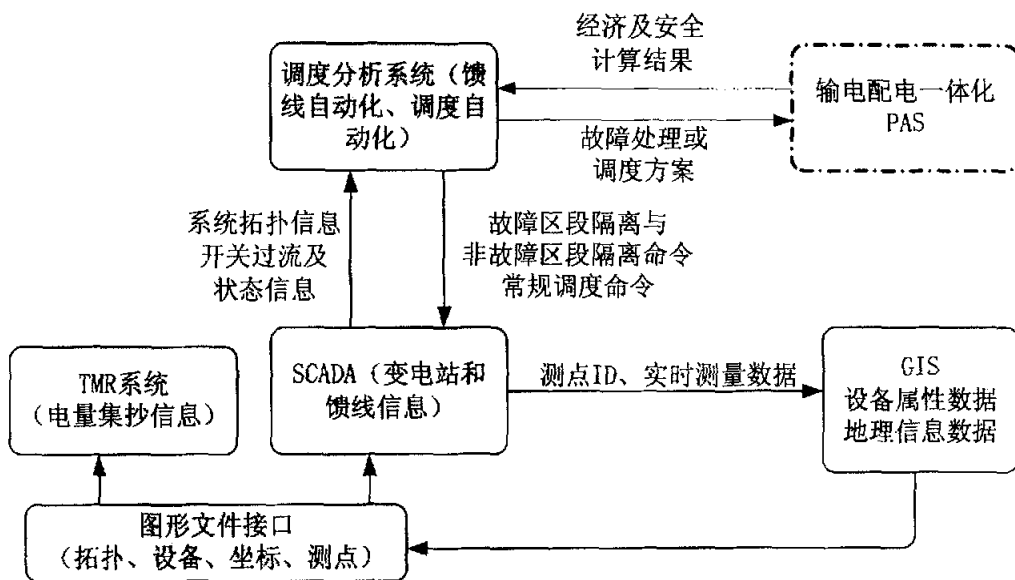 经济及安全
计算结果
调度分析系统（馈
线自动化、调度自
动化）
输电配电一体化
PAS
故障处理或
调度方案
系统拓扑信息
开关过流及
状态信息
故障区段隔离与
非故障区段隔离命令
常规调度命令
TMR系统
（电量集抄信息）
SCADA（变电站和
馈线信息）
测点ID、实时测量数据
GIS
设备属性数据
地理信息数据
图形文件接口
（拓扑、设备、坐标、测点）